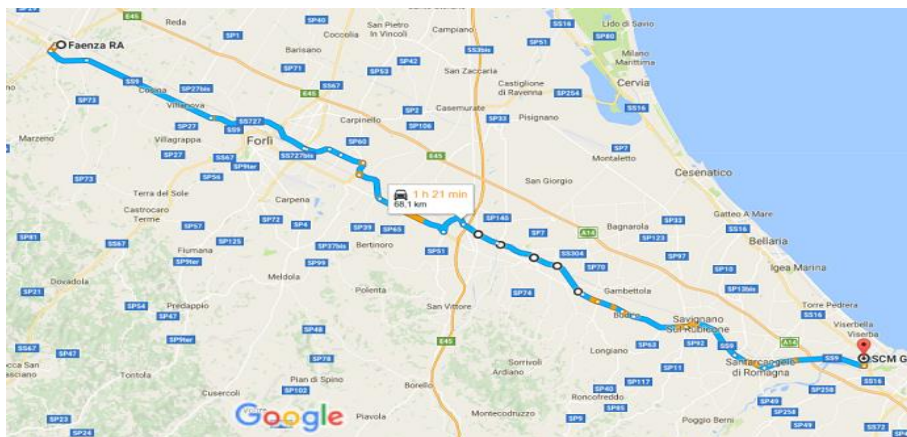 Reda
SP40
San Pietro
In Vincoli
Campiano
SS16
Lido di Savio
E45
SP1
Coccolia
SS3bis
SP51
SP80
Faenza RA
Barisano
SP42
Milano
Marittima
SP71
SS67
San Zaccaria
Castiglione
di Ravenna
SS9
Cosina
SP27bis
SP53
SP254
Cervia
E45
Casemurate
SS16
SP73
Villanova
SP2
SP33
Pisignano
Marzeno
SP27
SS727
SS9
Carpinello
SP106
Villagrappa
SP60
SP27
SS67
Forlì
SP7
SP9ter
SS727bis
E45
Montaletto
SP73
SP56
Cesenatico
Terra del Sole
1 h 21 min
68,1 km
San Giorgio
Castrocaro
Terme
Carpena
SP57
SP72
SP4
SP39
SP65
Gatteo A Mare
SP81
SS67
Fiumana
SP125
SP37bis
Bertinoro
SP51
SP7
A14
Bagnarola
SP33
SP123
SS16
Bellaria
SP9ter
SP99
SS304
Dovadola
Meldola
SP70
SP97
Igea Marina
SP21
Polenta
SP74
SP10
Predappio
Gambettola
SP13bis
SP47
San Vittore
Torre Pedrera
SP54
SS16
SP48
Savignano
Sul Rubicone
Viserbella
Viserba
SS67
SP47
SP9ter
E45
Longiano
SP63
SP92
SS9
A14
SP78
SS9
SCM G
Tontola
Pian di Spino
Sorrivoli
SP11
Santarcangelo
di Romagna
SS16
Cusercoli
SP103
Borello
Ardiano
SP117
SP258
SP40
SP49
Roncofreddo
SP258
SP23
Google
Piavola
Montecodruzzo
SP85
SP9
Poggio Berni
SP49
SS72
SP24